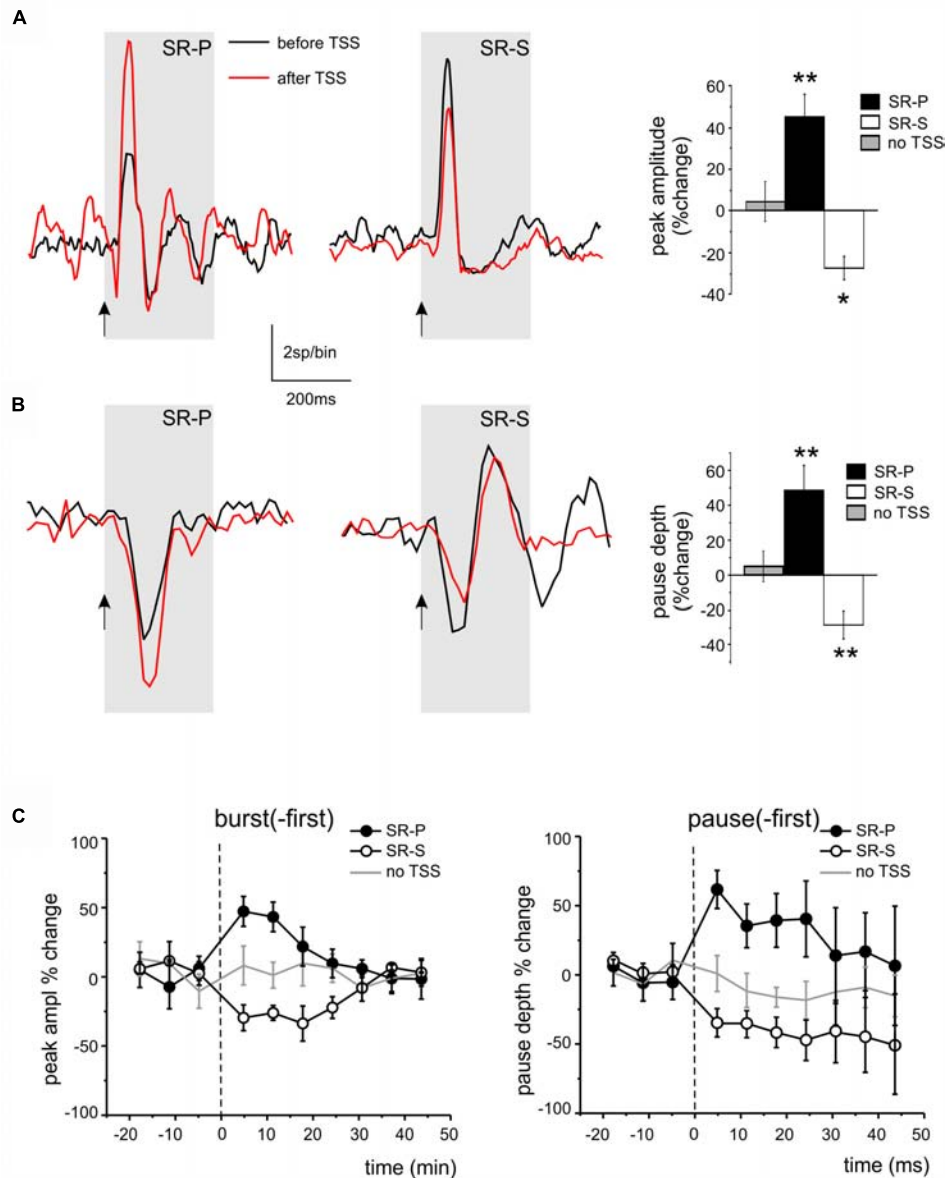 A
SR-P
before TSS
after TSS
SR-S
2sp/bin
200ms
peak amplitude
(%change)
60
40
20
0
-20
-40
**
*
SR-P
SR-S
no TSS
B
SR-P
SR-S
pause depth
(%change)
60
40
20
0
-20
-40
**
**
SR-P
SR-S
no TSS
C
burst(-first)
SR-P
SR-S
no TSS
peak ampl % change
100
50
0
-50
-100
-20 -10 0 10 20 30 40 50
time (min)
pause(-first)
SR-P
SR-S
no TSS
pause depth % change
100
50
0
-50
-100
-20 -10 0 10 20 30 40 50
time (ms)